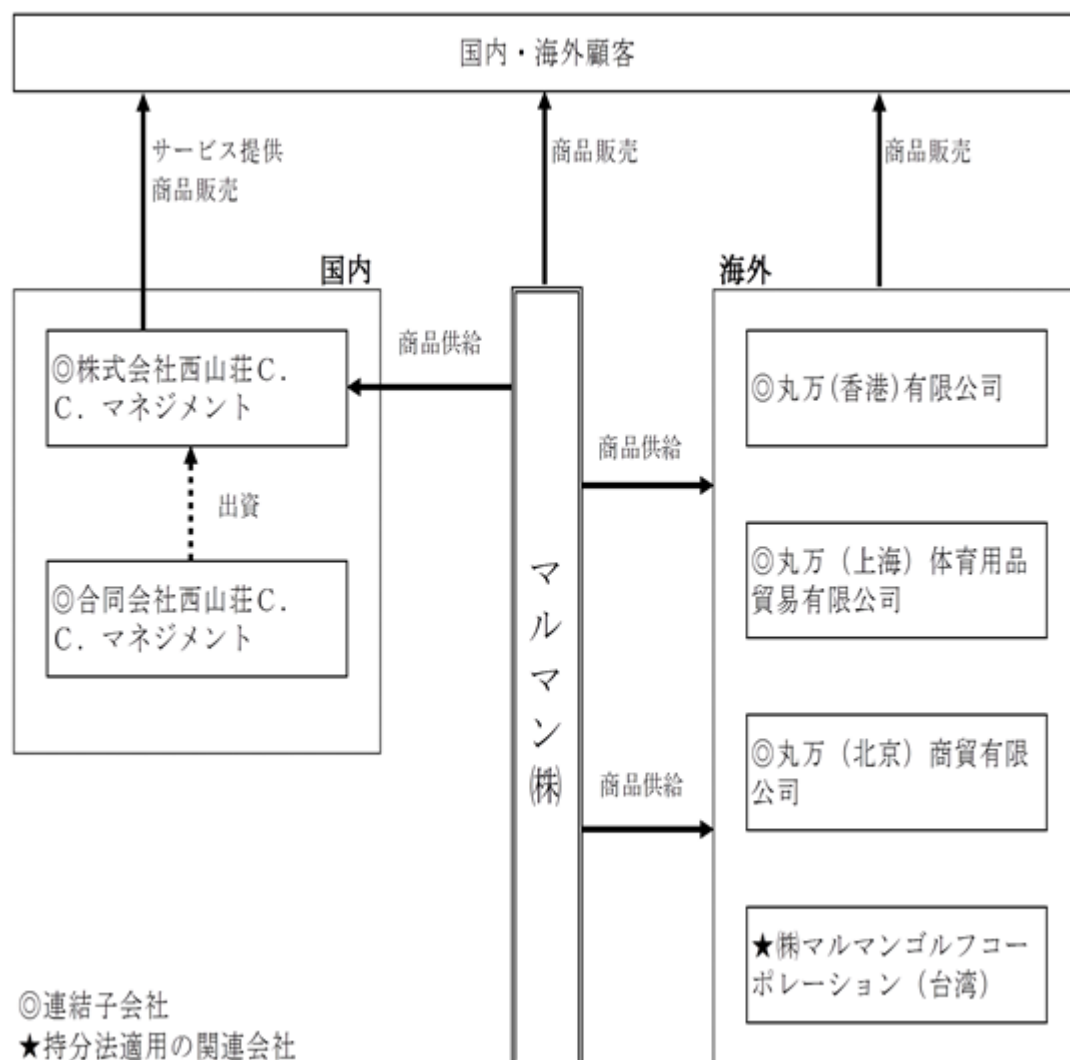 国内・海外顧客
サービス提供
商品販売
商品販売
商品販売
国内
海外
◎株式会社西山荘C.
C. マネジメント
商品供給
出資
◎合同会社西山荘C.
C. マネジメント
マルマン㈱
商品供給
商品供給
◎丸万(香港)有限公司
◎丸万（上海）体育用品
貿易有限公司
◎丸万（北京）商貿有限
公司
★㈱マルマンゴルフコー
ポレーション（台湾）
◎連結子会社
★持分法適用の関連会社